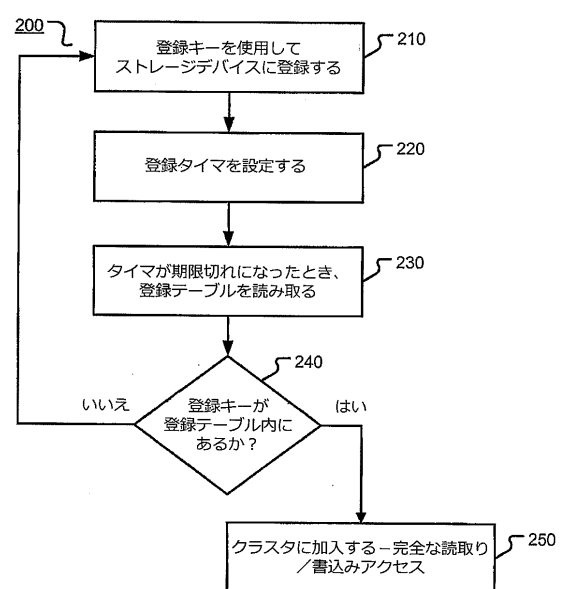 200
登録キーを使用して
ストレージデバイスに登録する
210
登録タイマを設定する
220
タイマが期限切れになったとき、
登録テーブルを読み取る
230
240
登録キーが
登録テーブル内に
あるか？
いいえ
はい
クラスタに加入する－完全な読取り
／書込みアクセス
250